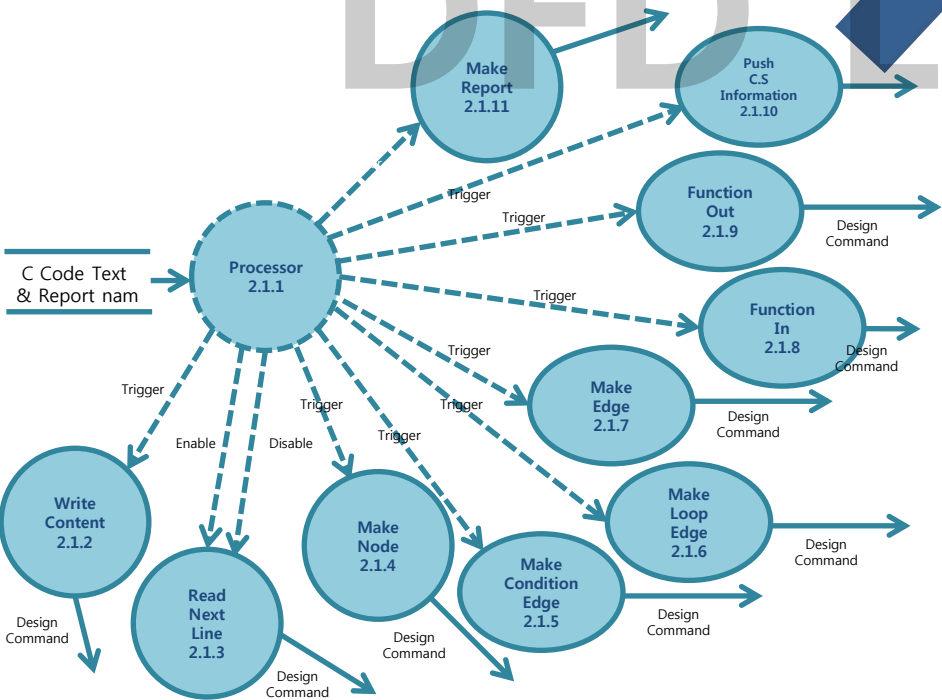 DFD L
Make
Report
2.1.11
Push
C.S
Information
2.1.10
Trigger
Function
Out
2.1.9
Trigger
Design
Command
Processor
2.1.1
C Code Text
& Report nam
Trigger
Function
In
2.1.8
Design
Command
Trigger
Make
Edge
2.1.7
Design
Command
Trigger
Trigger
Enable
Disable
Trigger
Trigger
Make
Loop
Edge
2.1.6
Design
Command
Write
Content
2.1.2
Make
Node
2.1.4
Make
Condition
Edge
2.1.5
Design
Command
Read
Next
Line
2.1.3
Design
Command
Design
Command
Design
Command